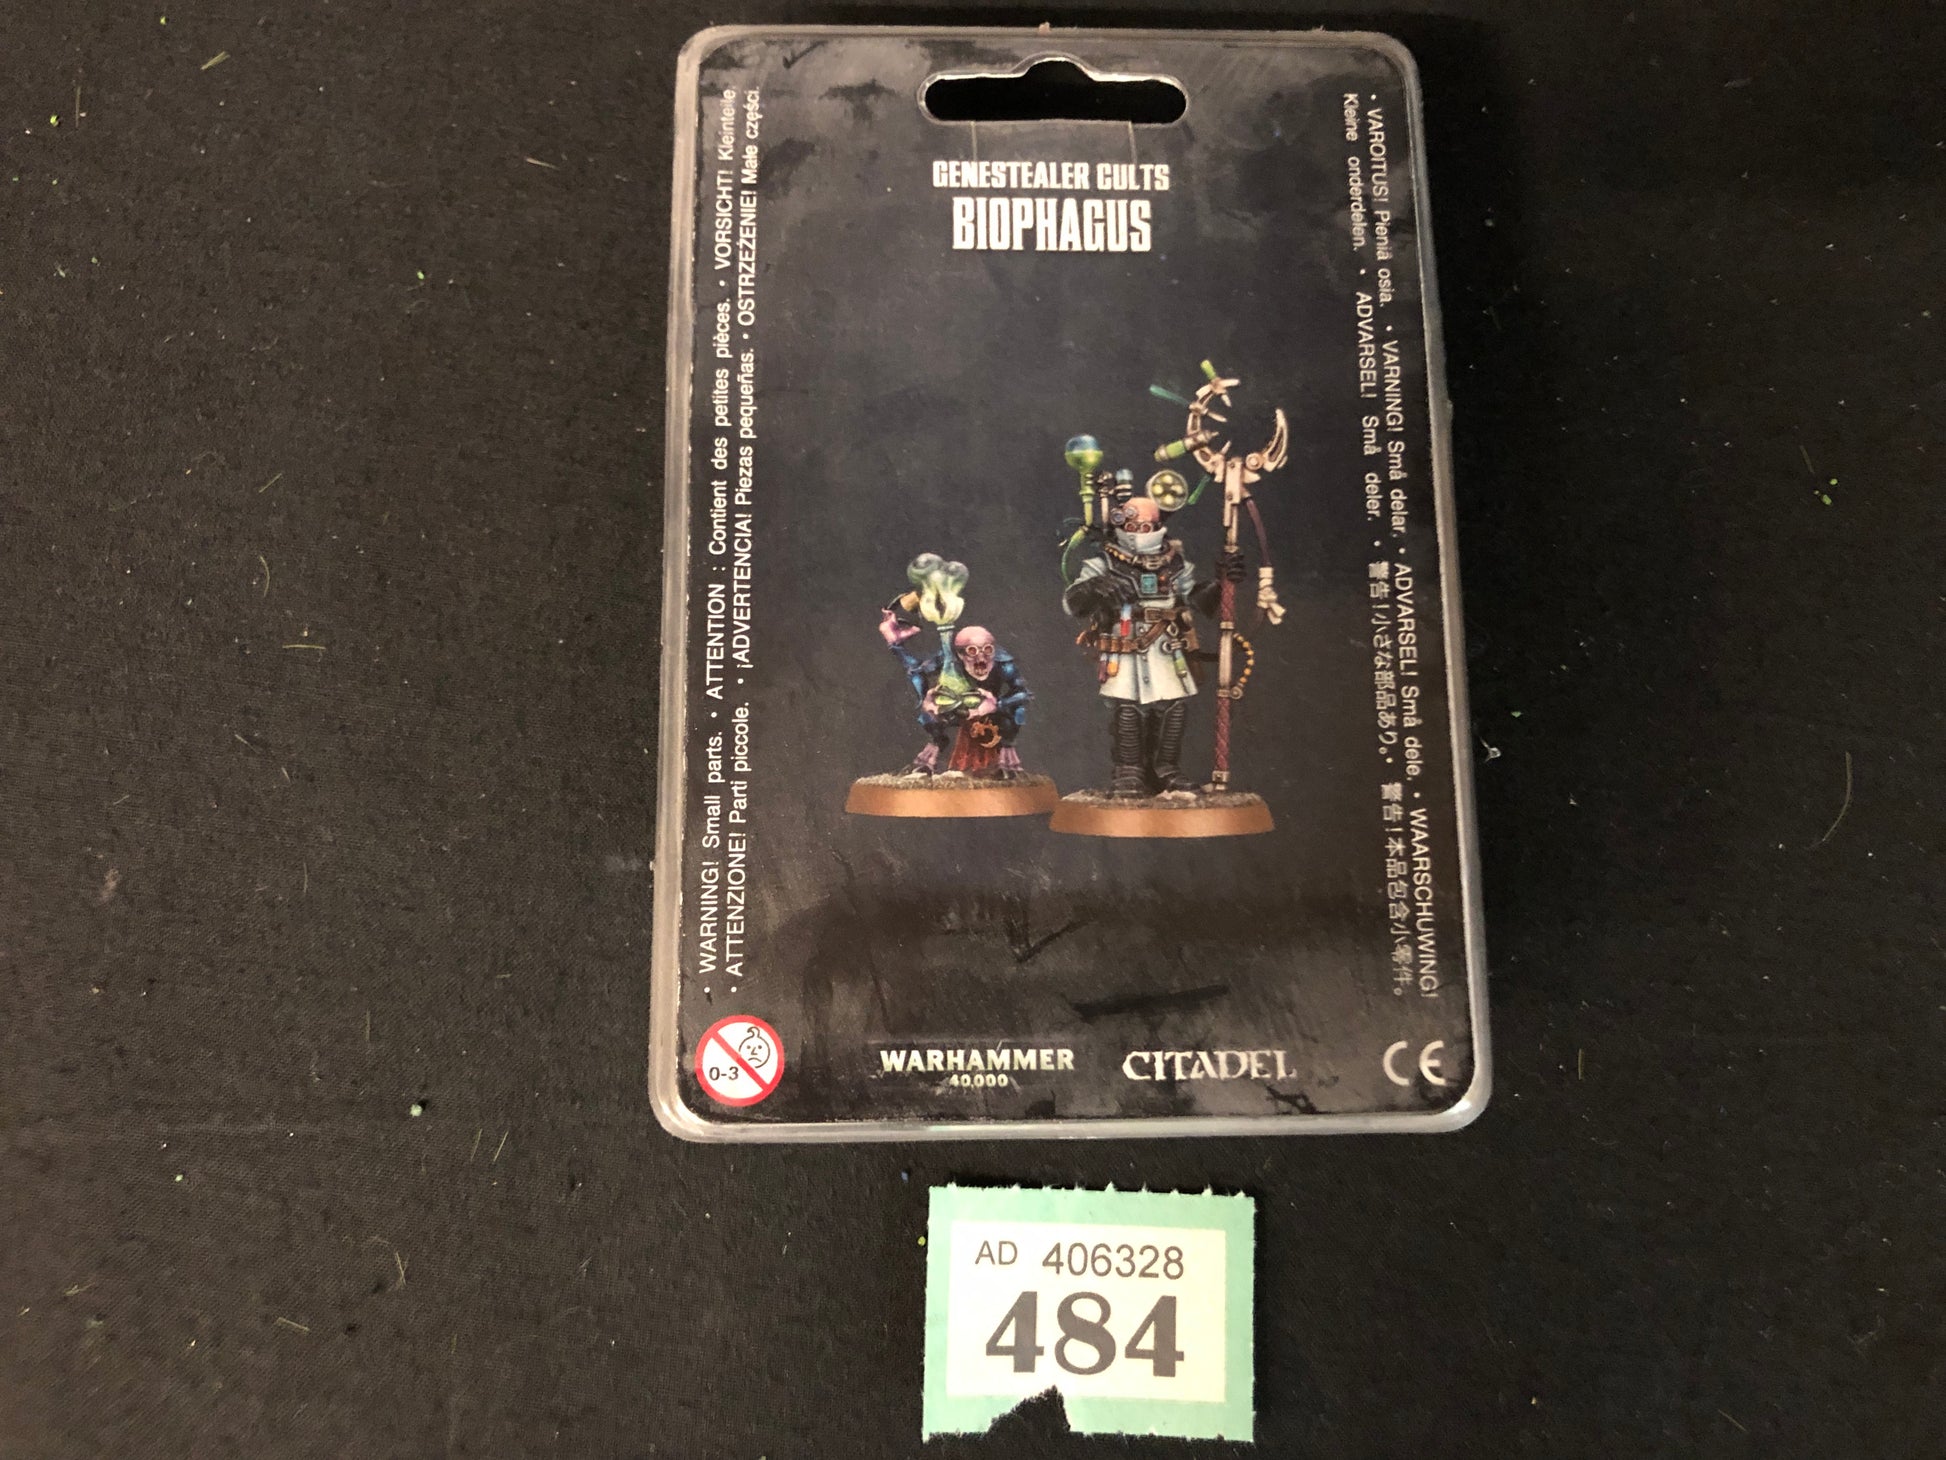 GENESTEALER CULTS
BIOPHAGUS
• WARNING! Small parts. • ATTENTION : Contient des petites pièces. • VORSICHT! Kleinteile.
• ATTENZIONE! Parti piccole. • ¡ADVERTENCIA! Piezas pequeñas. • OSTRZEŻENIE! Małe części.
• VAROITUS! Pieniä osia. • VARNING! Små delar. • ADVARSEL! Små dele. • WAARSCHUWING!
Kleine onderdelen. • ADVARSEL! Små deler. • 警告!小さな部品あり。 警告!本品包含小零件。
0-3
WARHAMMER
40,000
CITADEL
CE
AD 406328
484